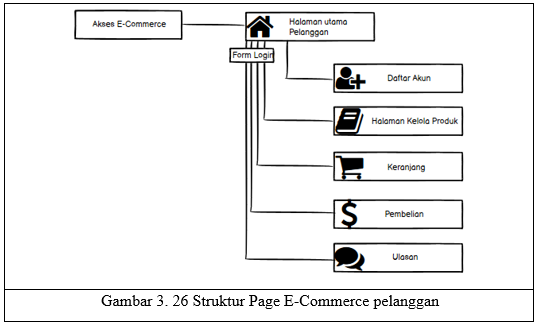 Akses E-Commerce
Halaman utama
Pelanggan
Form Login
Daftar Akun
Halaman Kelola Produk
Keranjang
Pembelian
Ulasan
Gambar 3. 26 Struktur Page E-Commerce pelanggan